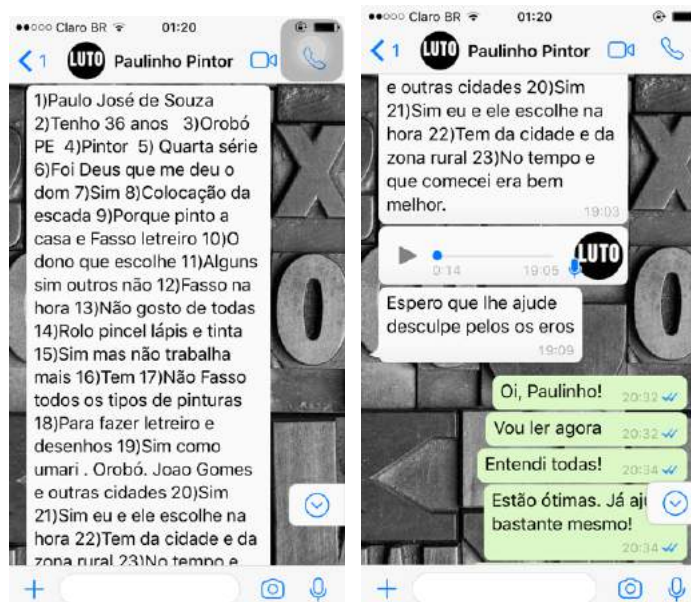 Claro BR 01:20
1 LUTO Paulinho Pintor
1)Paulo José de Souza
2)Tenho 36 anos 3)Orobó
PE 4)Pintor 5) Quarta série
6)Foi Deus que me deu o
dom 7)Sim 8)Colocação da
escada 9)Porque pinto a
casa e Fasso letreiro 10)O
dono que escolhe 11)Alguns
sim outros não 12)Fasso na
hora 13)Não gosto de todas
14)Rolo pincel lápis e tinta
15)Sim mas não trabalha
mais 16)Tem 17)Não Fasso
todos os tipos de pinturas
18)Para fazer letreiro e
desenhos 19)Sim como
umari . Orobó. Joao Gomes
e outras cidades 20)Sim
21)Sim eu e ele escolhe na
hora 22)Tem da cidade e da
zona rural 23)No tempo e
Claro BR 01:20
1 LUTO Paulinho Pintor
e outras cidades 20)Sim
21)Sim eu e ele escolhe na
hora 22)Tem da cidade e da
zona rural 23)No tempo e
que comecei era bem
melhor.
19:03
LUTO
0:14 19:05
Espero que lhe ajude
desculpe pelos os eros
19:09
Oi, Paulinho! 20:32
Vou ler agora 20:32
Entendi todas! 20:34
Estão ótimas. Já aju
bastante mesmo!
20:34